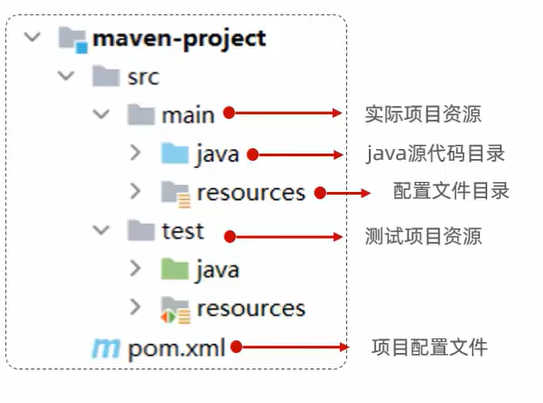 maven-project
src
main 实际项目资源
java java源代码目录
resources 配置文件目录
test 测试项目资源
java
resources
m pom.xml 项目配置文件